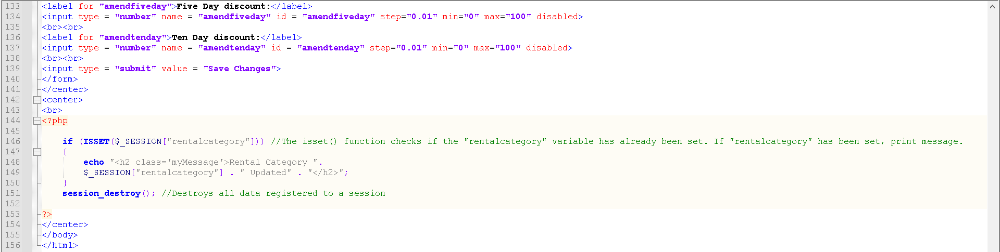 133 <label for "amendfiveday">Five Day discount:</label>
134 <input type = "number" name = "amendfiveday" id = "amendfiveday" step="0.01" min="0" max="100" disabled>
135 <br><br>
136 <label for "amendtenday">Ten Day discount:</label>
137 <input type = "number" name = "amendtenday" id = "amendtenday" step="0.01" min="0" max="100" disabled>
138 <br><br>
139 <input type = "submit" value = "Save Changes">
140 </form>
141 </center>
142 <center>
143 <br>
144 <?php
145
146     if (ISSET($_SESSION["rentalcategory"])) //The isset() function checks if the "rentalcategory" variable has already been set. If "rentalcategory" has been set, print message.
147     {
148         echo "<h2 class='myMessage'>Rental Category ".
149         $_SESSION["rentalcategory"] . " Updated" . "</h2>";
150     }
151     session_destroy(); //Destroys all data registered to a session
152
153 ?>
154 </center>
155 </body>
156 </html>